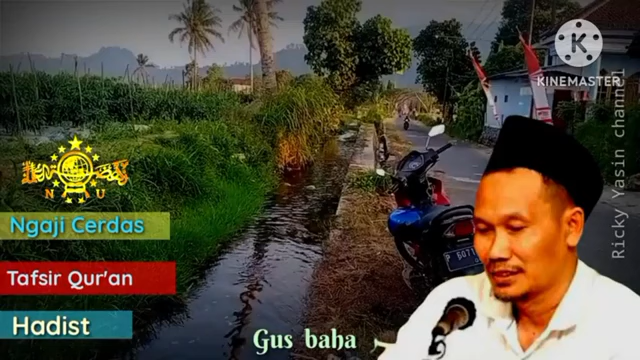 KINEMASTER
NU
Ngaji Cerdas
Tafsir Qur'an
Hadist
Gus baha
Ricky Yasin channel